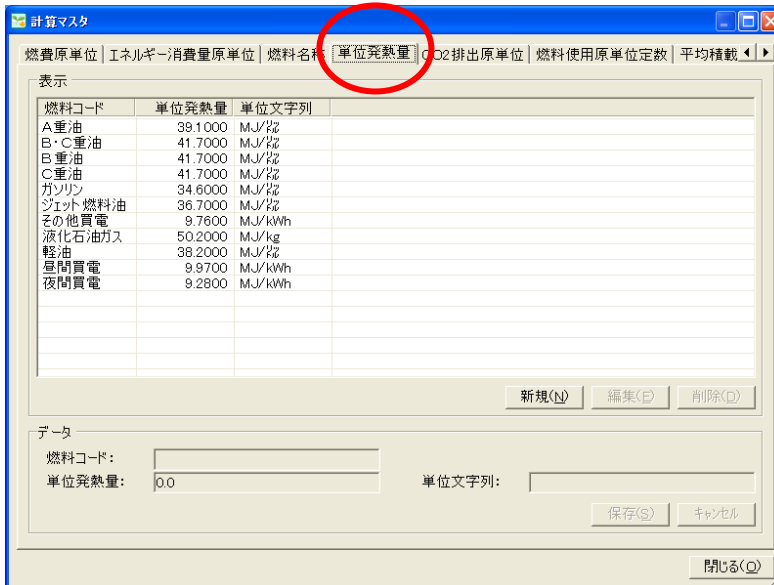 計算マスタ
燃費原単位 エネルギー消費量原単位 燃料名称 単位発熱量 CO2排出原単位 燃料使用原単位定数 平均積載
表示
燃料コード 単位発熱量 単位文字列
A重油 39.1000 MJ/㍑
B・C重油 41.7000 MJ/㍑
B重油 41.7000 MJ/㍑
C重油 41.7000 MJ/㍑
ガソリン 34.6000 MJ/㍑
ジェット燃料油 36.7000 MJ/㍑
その他買電 9.7600 MJ/kWh
液化石油ガス 50.2000 MJ/kg
軽油 38.2000 MJ/㍑
昼間買電 9.9700 MJ/kWh
夜間買電 9.2800 MJ/kWh
新規(N) 編集(E) 削除(D)
データ
燃料コード:
単位発熱量: 0.0 単位文字列:
保存(S) キャンセル
閉じる(O)